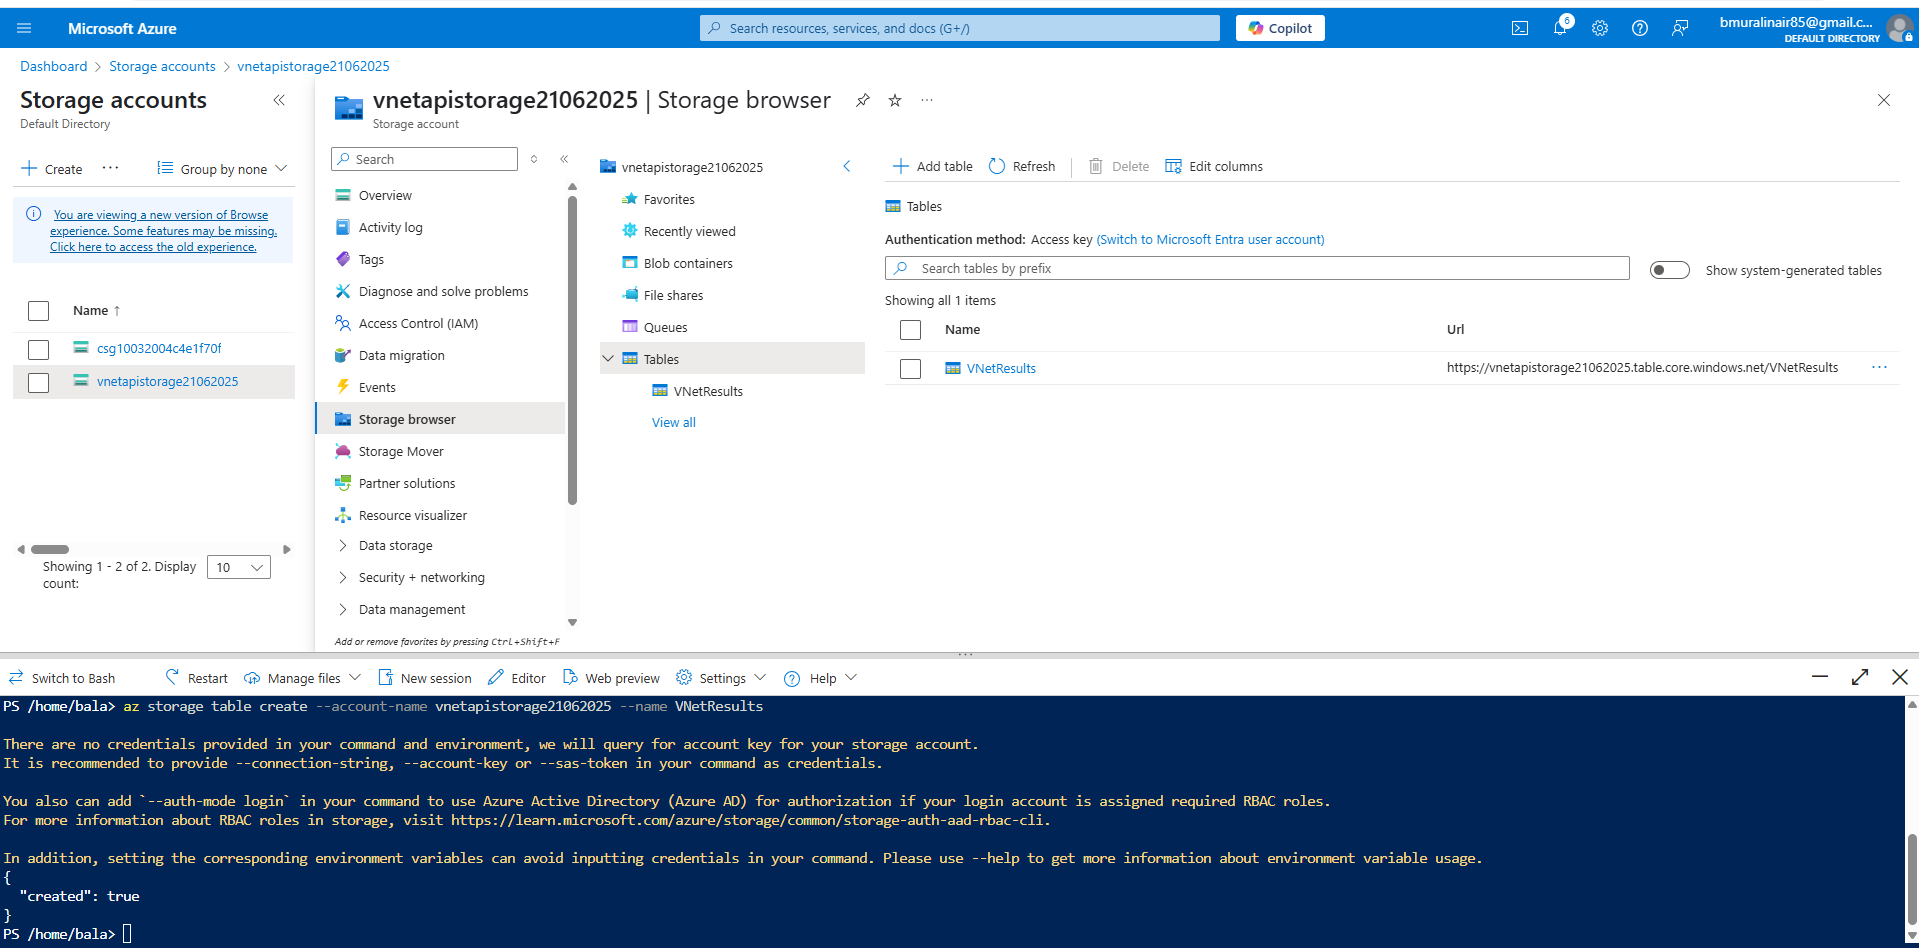 Microsoft Azure
Search resources, services, and docs (G+/)
Copilot
6
bmuralinair85@gmail.c...
DEFAULT DIRECTORY
Dashboard > Storage accounts > vnetapistorage21062025
Storage accounts
Default Directory
Create
Group by none
You are viewing a new version of Browse
experience. Some features may be missing.
Click here to access the old experience.
Name ↑
csg10032004c4e1f70f
vnetapistorage21062025
Showing 1 - 2 of 2. Display
count:
10
vnetapistorage21062025 | Storage browser
Storage account
Search
Overview
Activity log
Tags
Diagnose and solve problems
Access Control (IAM)
Data migration
Events
Storage browser
Storage Mover
Partner solutions
Resource visualizer
Data storage
Security + networking
Data management
Add or remove favorites by pressing Ctrl+Shift+F
vnetapistorage21062025
Favorites
Recently viewed
Blob containers
File shares
Queues
Tables
VNetResults
View all
Add table
Refresh
Delete
Edit columns
Tables
Authentication method: Access key (Switch to Microsoft Entra user account)
Search tables by prefix
Show system-generated tables
Showing all 1 items
Name
Url
VNetResults
https://vnetapistorage21062025.table.core.windows.net/VNetResults
Switch to Bash
Restart
Manage files
New session
Editor
Web preview
Settings
Help
PS /home/bala> az storage table create --account-name vnetapistorage21062025 --name VNetResults
There are no credentials provided in your command and environment, we will query for account key for your storage account.
It is recommended to provide --connection-string, --account-key or --sas-token in your command as credentials.
You also can add `--auth-mode login` in your command to use Azure Active Directory (Azure AD) for authorization if your login account is assigned required RBAC roles.
For more information about RBAC roles in storage, visit https://learn.microsoft.com/azure/storage/common/storage-auth-aad-rbac-cli.
In addition, setting the corresponding environment variables can avoid inputting credentials in your command. Please use --help to get more information about environment variable usage.
{
"created": true
}
PS /home/bala>